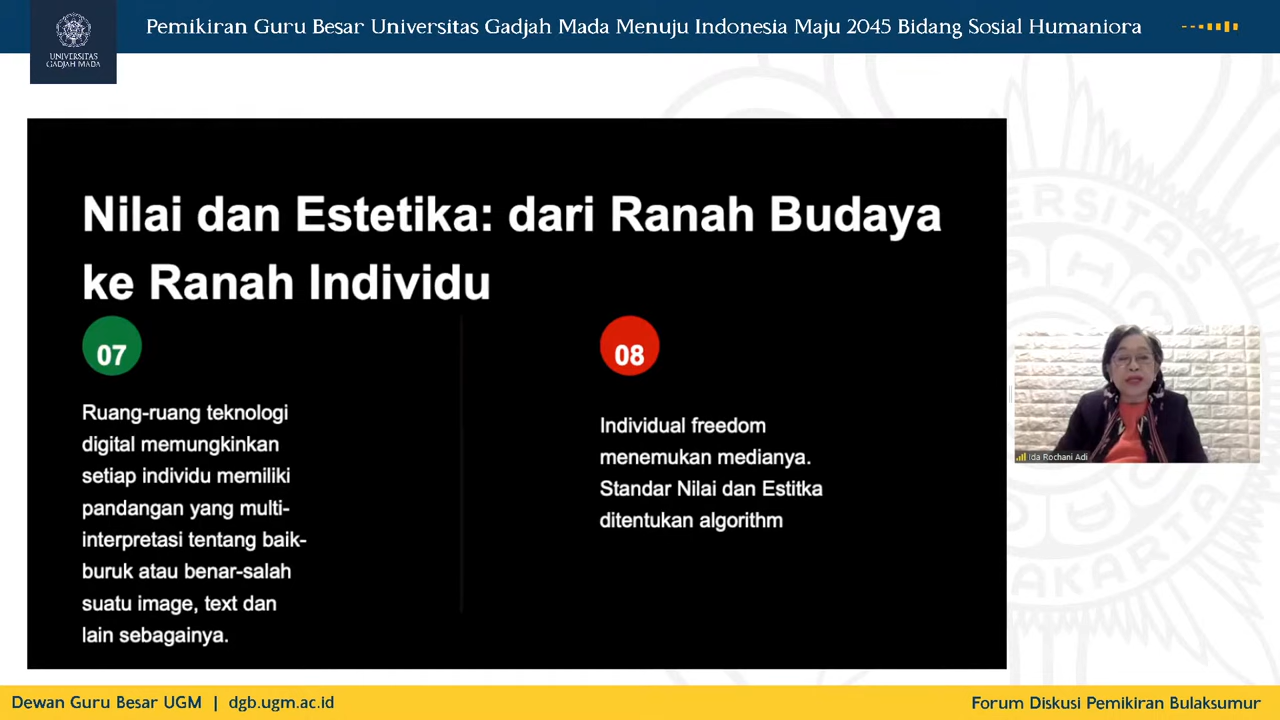 Pemikiran Guru Besar Universitas Gadjah Mada Menuju Indonesia Maju 2045 Bidang Sosial Humaniora
UNIVERSITAS
GADJAH MADA
Nilai dan Estetika: dari Ranah Budaya
ke Ranah Individu
07
Ruang-ruang teknologi
digital memungkinkan
setiap individu memiliki
pandangan yang multi-
interpretasi tentang baik-
buruk atau benar-salah
suatu image, text dan
lain sebagainya.
08
Individual freedom
menemukan medianya.
Standar Nilai dan Estitka
ditentukan algorithm
Ida Rochani Adi
Dewan Guru Besar UGM | dgb.ugm.ac.id
Forum Diskusi Pemikiran Bulaksumur